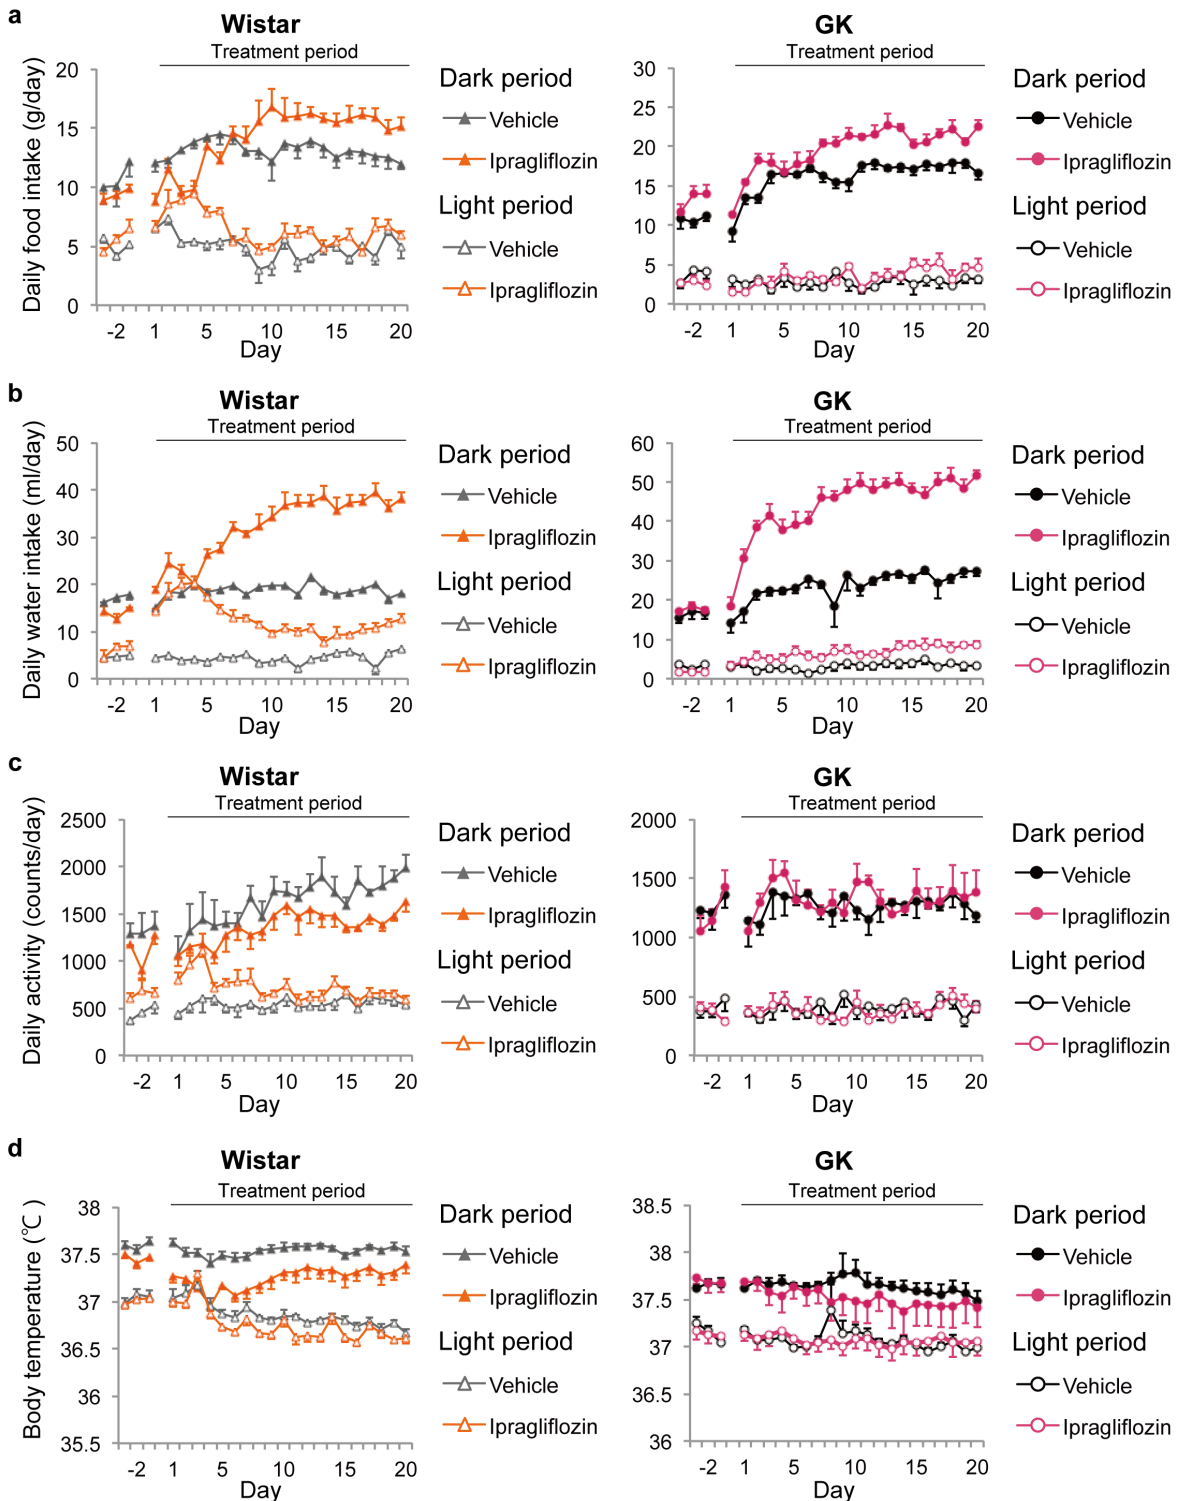 a
Wistar
Treatment period
Daily food intake (g/day)
20
15
10
5
0
-2 1 5 10 15 20
Day
Dark period
Vehicle
Ipragliflozin
Light period
Vehicle
Ipragliflozin
GK
Treatment period
30
25
20
15
10
5
0
-2 1 5 10 15 20
Day
Dark period
Vehicle
Ipragliflozin
Light period
Vehicle
Ipragliflozin
b
Wistar
Treatment period
Daily water intake (ml/day)
50
40
30
20
10
0
-2 1 5 10 15 20
Day
Dark period
Vehicle
Ipragliflozin
Light period
Vehicle
Ipragliflozin
GK
Treatment period
60
50
40
30
20
10
0
-2 1 5 10 15 20
Day
Dark period
Vehicle
Ipragliflozin
Light period
Vehicle
Ipragliflozin
c
Wistar
Treatment period
Daily activity (counts/day)
2500
2000
1500
1000
500
0
-2 1 5 10 15 20
Day
Dark period
Vehicle
Ipragliflozin
Light period
Vehicle
Ipragliflozin
GK
Treatment period
2000
1500
1000
500
0
-2 1 5 10 15 20
Day
Dark period
Vehicle
Ipragliflozin
Light period
Vehicle
Ipragliflozin
d
Wistar
Treatment period
Body temperature (℃ )
38
37.5
37
36.5
36
35.5
-2 1 5 10 15 20
Day
Dark period
Vehicle
Ipragliflozin
Light period
Vehicle
Ipragliflozin
GK
Treatment period
38.5
38
37.5
37
36.5
36
-2 1 5 10 15 20
Day
Dark period
Vehicle
Ipragliflozin
Light period
Vehicle
Ipragliflozin